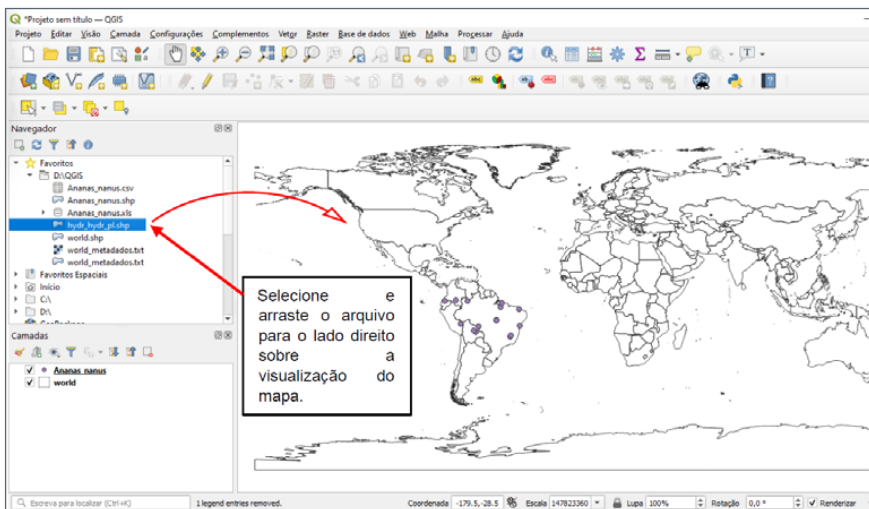 *Projeto sem título — QGIS
Projeto Editar Visão Camada Configurações Complementos Vetor Raster Base de dados Web Malha Processar Ajuda
Navegador
Favoritos
D:\QGIS
Ananas_nanus.csv
Ananas_nanus.shp
Ananas_nanus.xls
hydr_hydr_pl.shp
world.shp
world_metadados.txt
world_metadados.txt
Favoritos Espaciais
Início
C:\
D:\
GeoPackage
Selecione e
arraste o arquivo
para o lado direito
sobre a
visualização do
mapa.
Camadas
Ananas_nanus
world
Escreva para localizar (Ctrl+K) 1 legend entries removed. Coordenada -179.5,-28.5 Escala 147823360 Lupa 100% Rotação 0,0 ° Renderizar